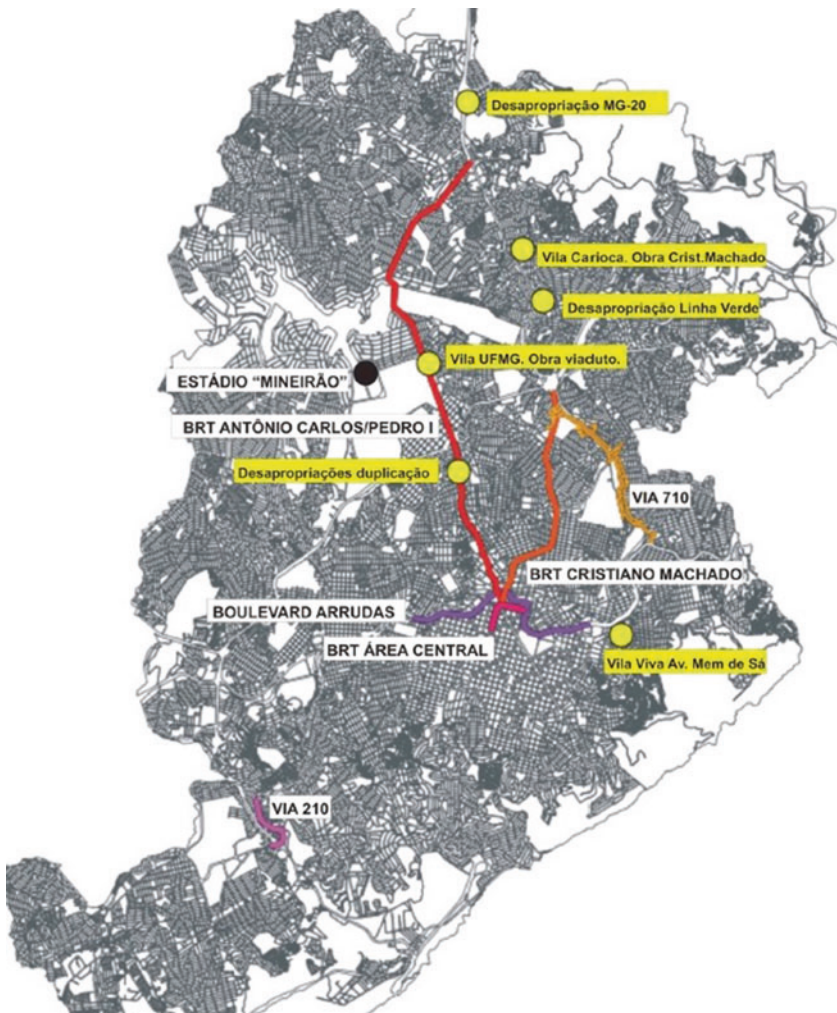 Desapropriação MG-20
Vila Carioca. Obra Crist.Machado
Desapropriação Linha Verde
Vila UFMG. Obra viaduto.
ESTÁDIO “MINEIRÃO”
BRT ANTÔNIO CARLOS/PEDRO I
Desapropriações duplicação
VIA 710
BRT CRISTIANO MACHADO
BOULEVARD ARRUDAS
BRT ÁREA CENTRAL
Vila Viva Av. Mem de Sá
VIA 210